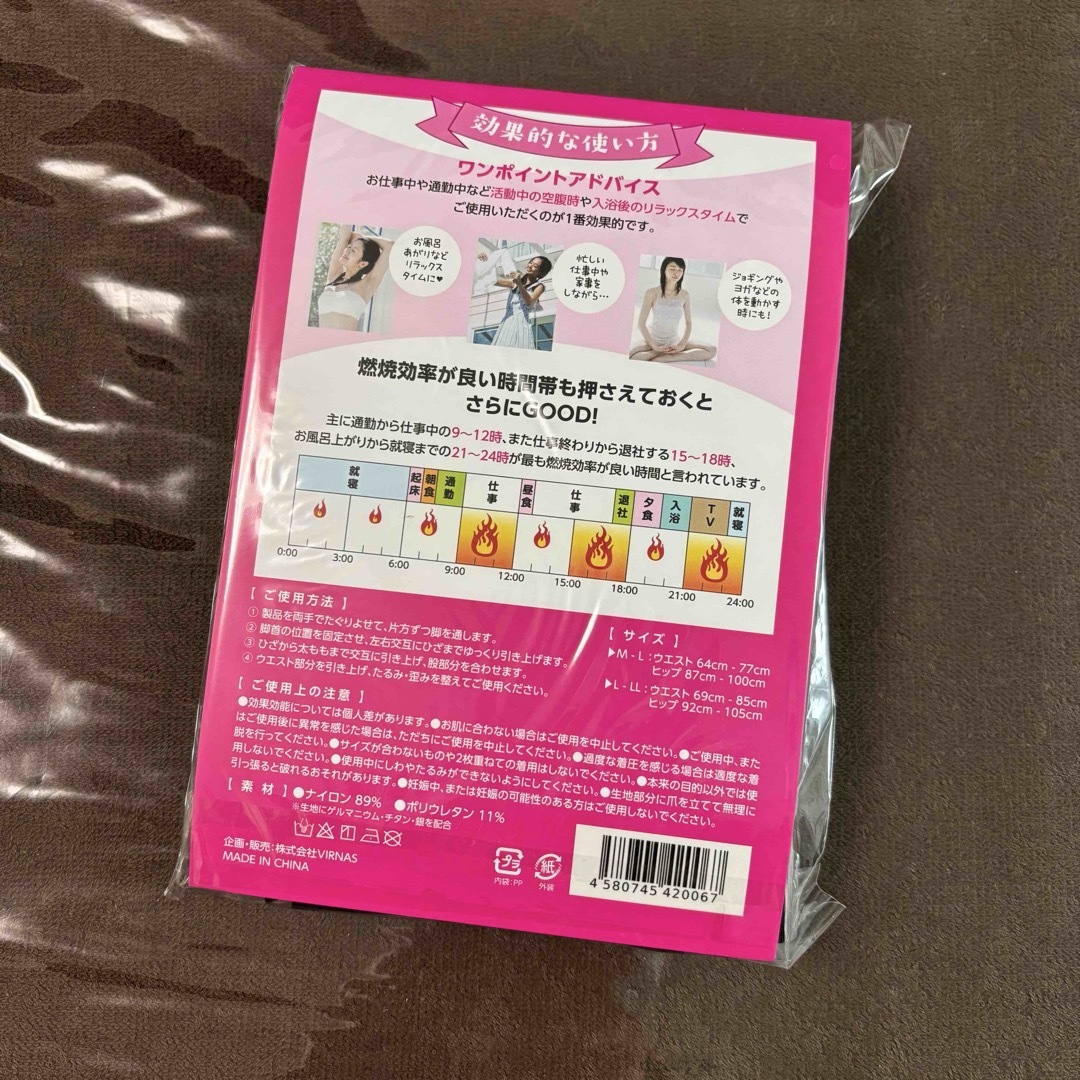 効果的な使い方
ワンポイントアドバイス
お仕事中や通勤中など活動中の空腹時や入浴後のリラックスタイムで
ご使用いただくのが1番効果的です。
お風呂
あがりなど
リラックス
タイムに♥
忙しい
仕事中や
家事を
しながら…
ジョギングや
ヨガなどの
体を動かす
時にも!
燃焼効率が良い時間帯も押さえておくと
さらにGOOD!
主に通勤から仕事中の9〜12時、また仕事終わりから退社する15〜18時、
お風呂上がりから就寝までの21〜24時が最も燃焼効率が良い時間と言われています。
就寝 起床 朝食 通勤 仕事 昼食 仕事 退社 夕食 入浴 TV 就寝
0:00 3:00 6:00 9:00 12:00 15:00 18:00 21:00 24:00
【 ご使用方法 】
① 製品を両手でたぐりよせて、片方ずつ脚を通します。
② 脚首の位置を固定させ、左右交互にひざまでゆっくり引き上げます。
③ ひざから太ももまで交互に引き上げ、股部分を合わせます。
④ ウエスト部分を引き上げ、たるみ・歪みを整えてご使用ください。
【 サイズ 】
▶M - L : ウエスト 64cm - 77cm
ヒップ 87cm - 100cm
▶L - LL : ウエスト 69cm - 85cm
ヒップ 92cm - 105cm
【 ご使用上の注意 】
●効果効能については個人差があります。●お肌に合わない場合はご使用を中止してください。●ご使用中、また
はご使用後に異常を感じた場合は、ただちにご使用を中止してください。●過度な着圧を感じる場合は適度な着
脱を行ってください。●サイズが合わないものや2枚重ねての着用はしないでください。●本来の目的以外では使
用しないでください。●使用中にしわやたるみができないようにしてください。●生地部分に爪を立てて無理に
引っ張ると破れるおそれがあります。●妊娠中、または妊娠の可能性のある方はご使用しないでください。
【 素 材 】●ナイロン 89% ●ポリウレタン 11%
※生地にゲルマニウム・チタン・銀を配合
企画・販売：株式会社VIRNAS
MADE IN CHINA
プラ
内袋：PP
紙
外装
4 580745 420067